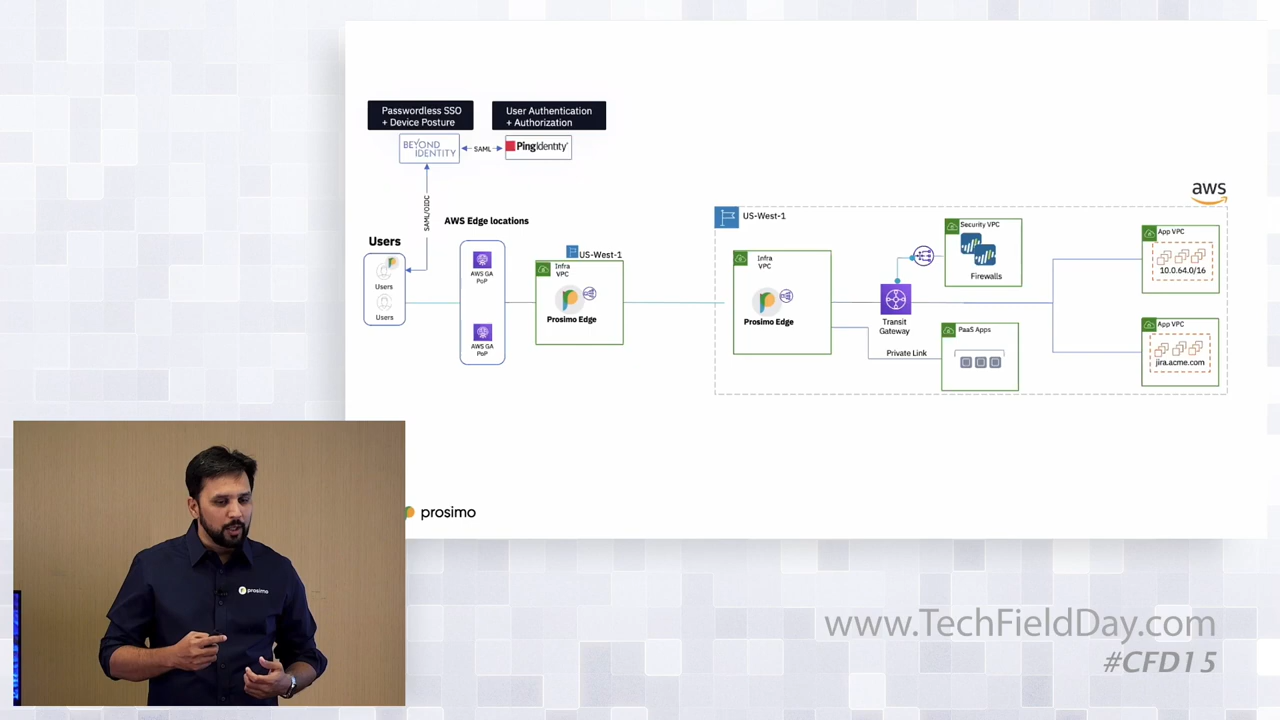 Passwordless SSO
+ Device Posture
User Authentication
+ Authorization
BEYOND
IDENTITY
SAML
PingIdentity
SAML/OIDC
AWS Edge locations
Users
Users
Users
AWS GA
PoP
AWS GA
PoP
US-West-1
Infra
VPC
Prosimo Edge
aws
US-West-1
Infra
VPC
Prosimo Edge
Transit
Gateway
Private Link
Security VPC
Firewalls
PaaS Apps
App VPC
10.0.64.0/16
App VPC
jira.acme.com
prosimo
prosimo
www.TechFieldDay.com
#CFD15